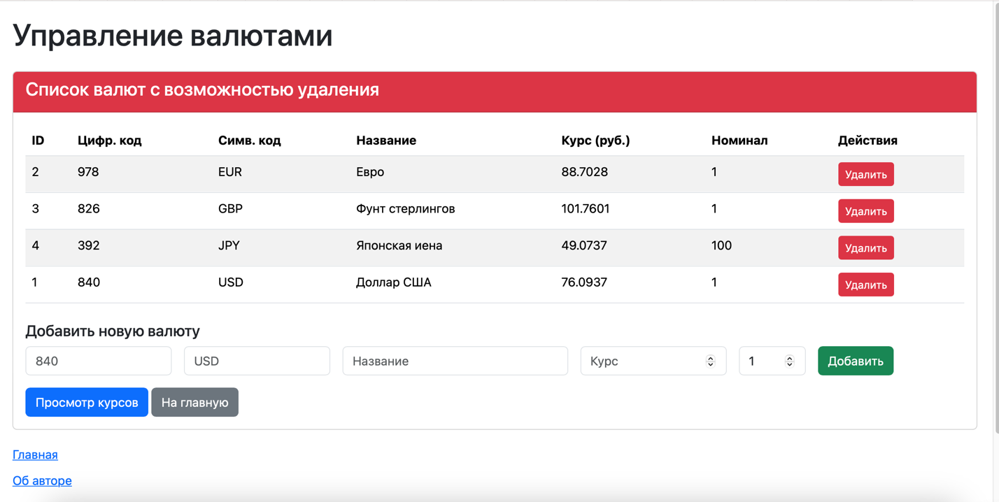 Управление валютами
Список валют с возможностью удаления
ID Цифр. код Симв. код Название Курс (руб.) Номинал Действия
2 978 EUR Евро 88.7028 1 Удалить
3 826 GBP Фунт стерлингов 101.7601 1 Удалить
4 392 JPY Японская иена 49.0737 100 Удалить
1 840 USD Доллар США 76.0937 1 Удалить
Добавить новую валюту
840 USD Название Курс 1 Добавить
Просмотр курсов На главную
Главная
Об авторе